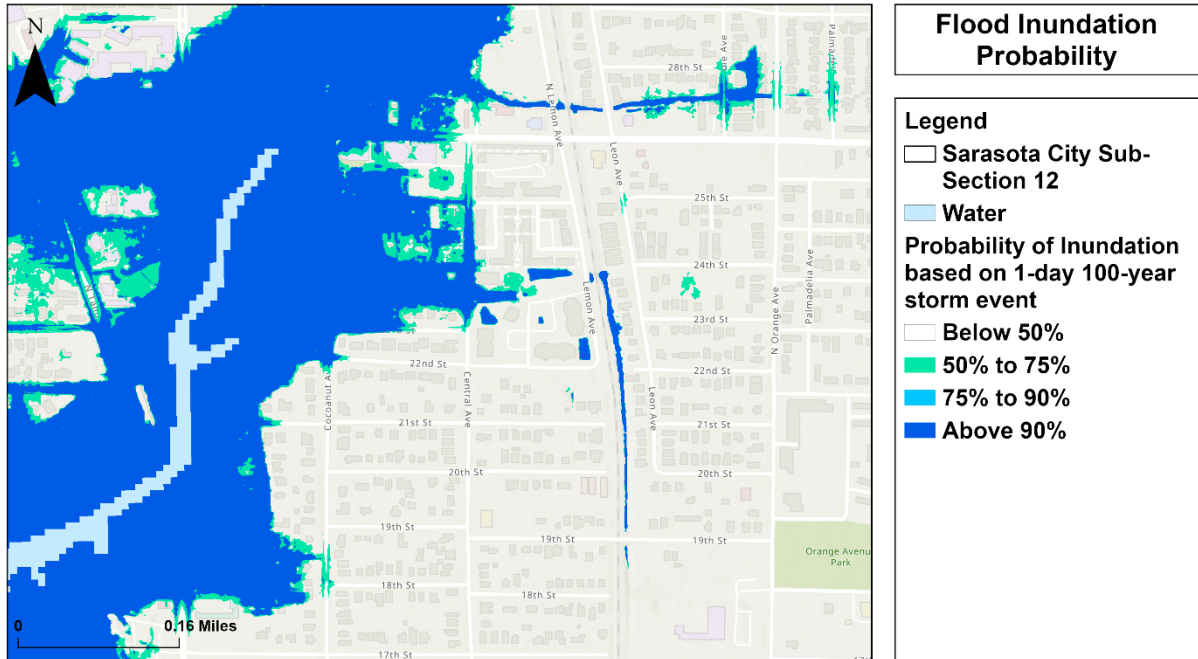 Flood Inundation
Probability
Legend
Sarasota City Sub-
Section 12
Water
Probability of Inundation
based on 1-day 100-year
storm event
Below 50%
50% to 75%
75% to 90%
Above 90%
N
28th St
N Lemon Ave
Leon Ave
25th St
24th St
Palmadelia Ave
N Orange Ave
Lemon Ave
23rd St
22nd St
22nd St
Central Ave
Leon Ave
21st St
21st St
20th St
20th St
19th St
19th St
19th St
Orange Avenu
Park
18th St
18th St
0
0.16 Miles
17th St
17th St